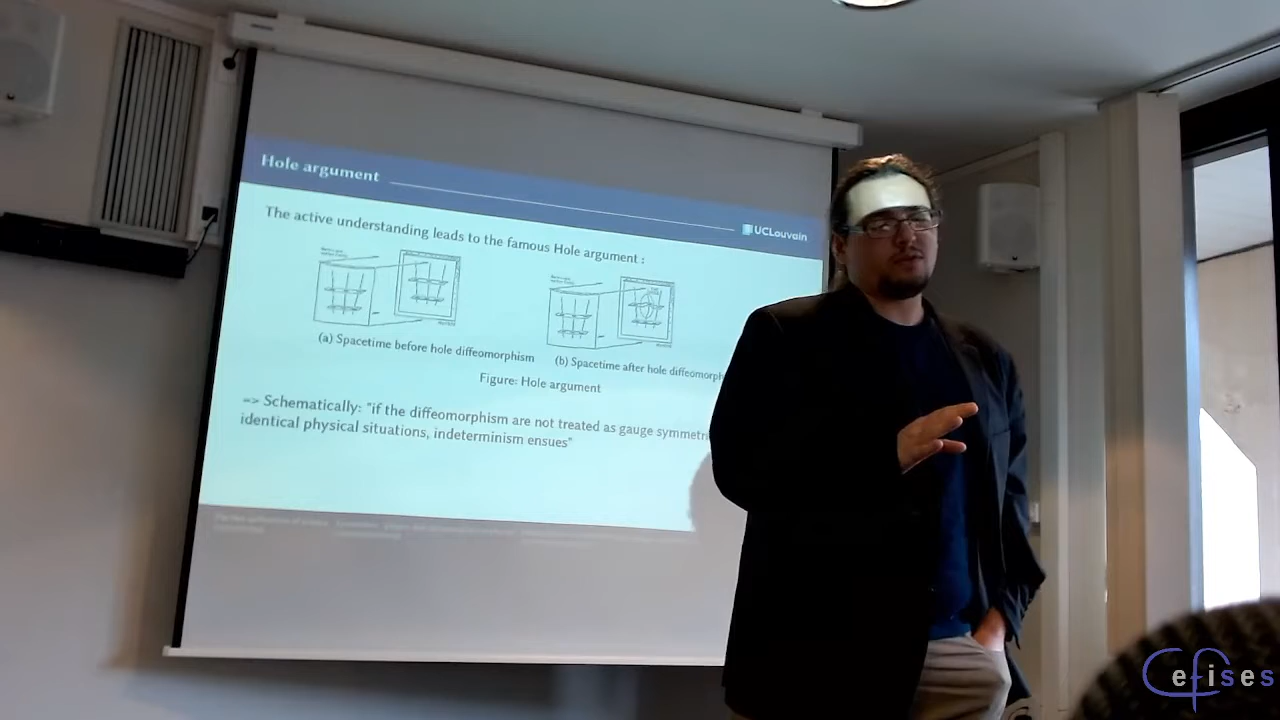 Hole argument
UCLouvain
The active understanding leads to the famous Hole argument :
(a) Spacetime before hole diffeomorphism
(b) Spacetime after hole diffeomorph
Figure: Hole argument
=> Schematically: "if the diffeomorphism are not treated as gauge symmetri
identical physical situations, indeterminism ensues"
Cefises